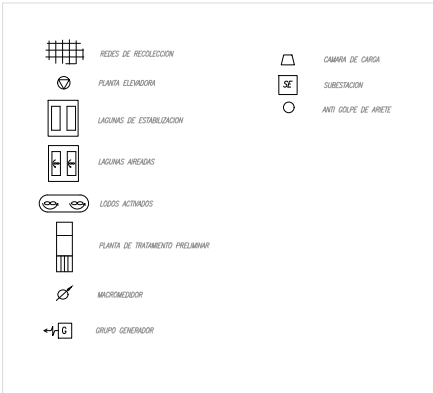 REDES DE RECOLECCION
PLANTA ELEVADORA
LAGUNAS DE ESTABILIZACION
LAGUNAS AIREADAS
LODOS ACTIVADOS
PLANTA DE TRATAMIENTO PRELIMINAR
MACROMEDIDOR
G GRUPO GENERADOR
CAMARA DE CARGA
SE SUBESTACION
ANTI GOLPE DE ARIETE